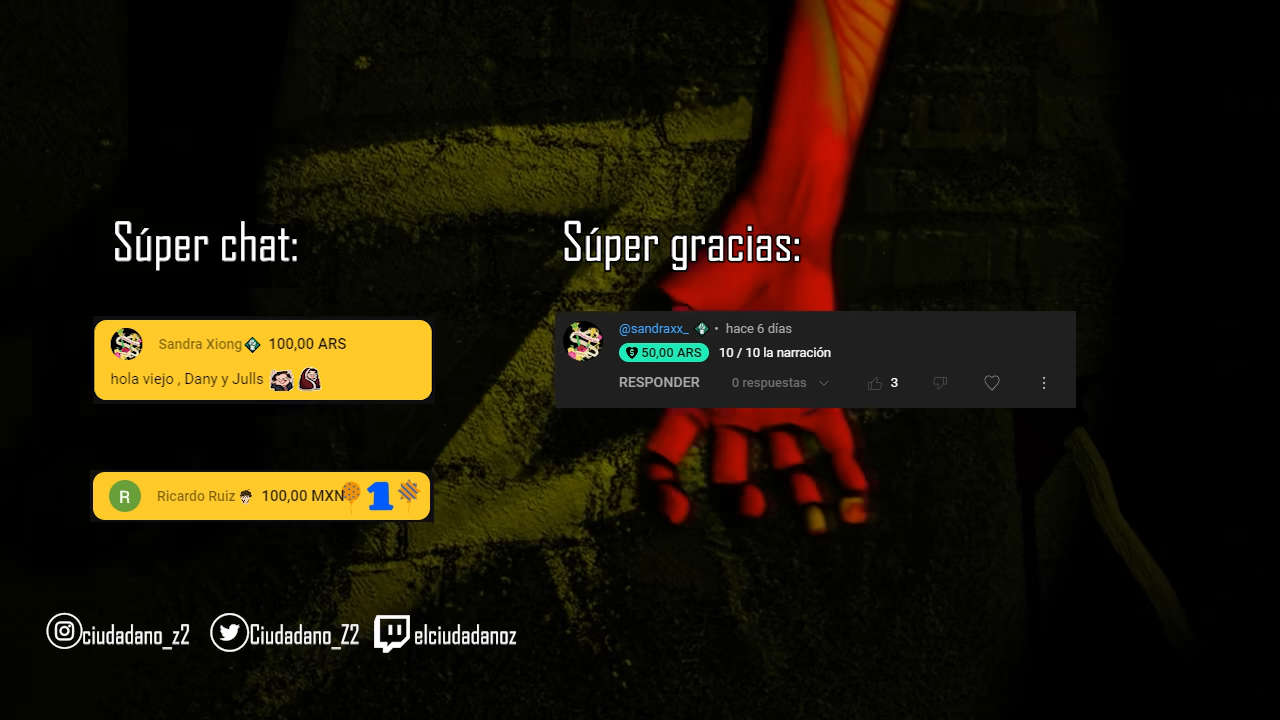 Súper chat:
Sandra Xiong 100,00 ARS
hola viejo , Dany y Julls
R Ricardo Ruiz 100,00 MXN 1
Súper gracias:
@sandraxx_ • hace 6 días
50,00 ARS 10 / 10 la narración
RESPONDER 0 respuestas 3
ciudadano_z2 Ciudadano_Z2 elciudadanoz